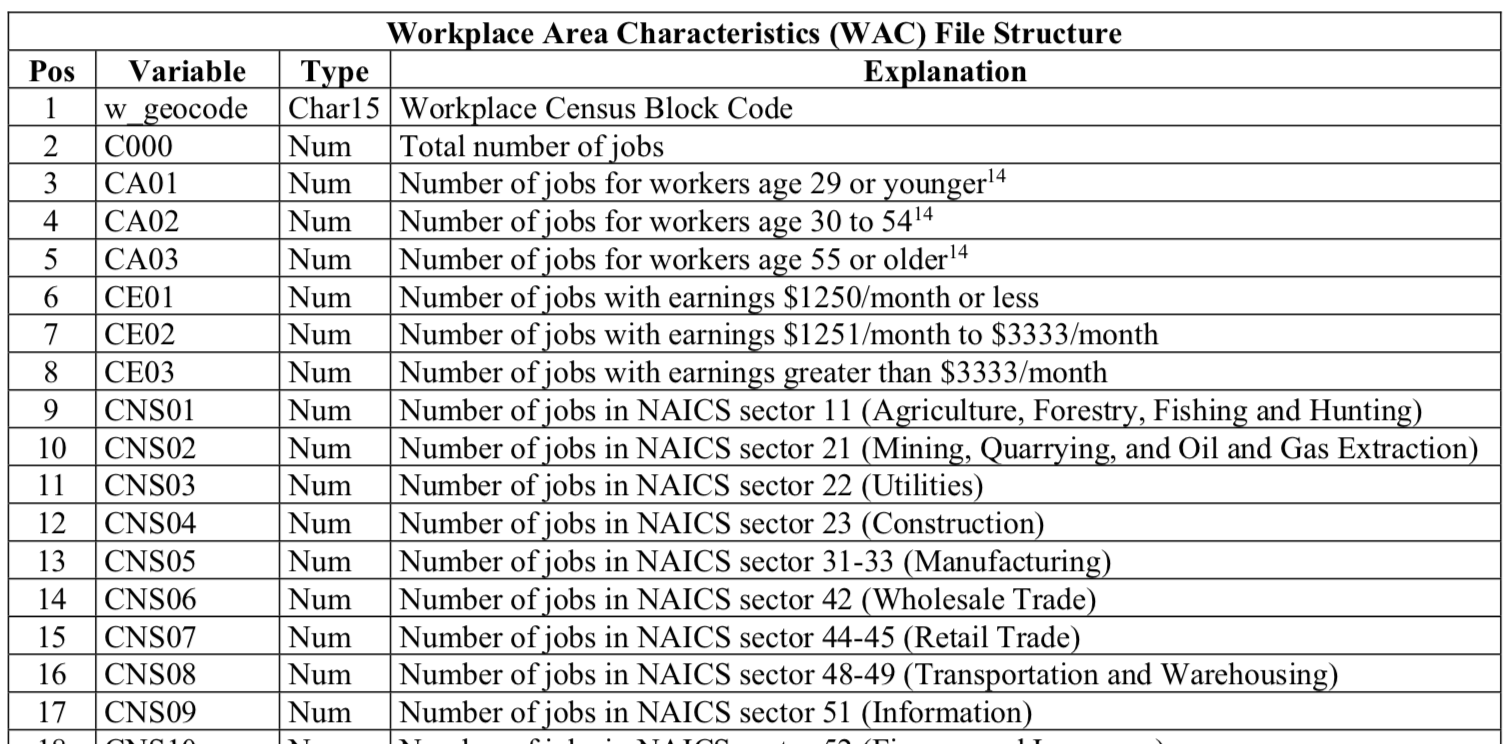 Workplace Area Characteristics (WAC) File Structure
Pos Variable Type Explanation
1 w_geocode Char15 Workplace Census Block Code
2 C000 Num Total number of jobs
3 CA01 Num Number of jobs for workers age 29 or younger14
4 CA02 Num Number of jobs for workers age 30 to 5414
5 CA03 Num Number of jobs for workers age 55 or older14
6 CE01 Num Number of jobs with earnings $1250/month or less
7 CE02 Num Number of jobs with earnings $1251/month to $3333/month
8 CE03 Num Number of jobs with earnings greater than $3333/month
9 CNS01 Num Number of jobs in NAICS sector 11 (Agriculture, Forestry, Fishing and Hunting)
10 CNS02 Num Number of jobs in NAICS sector 21 (Mining, Quarrying, and Oil and Gas Extraction)
11 CNS03 Num Number of jobs in NAICS sector 22 (Utilities)
12 CNS04 Num Number of jobs in NAICS sector 23 (Construction)
13 CNS05 Num Number of jobs in NAICS sector 31-33 (Manufacturing)
14 CNS06 Num Number of jobs in NAICS sector 42 (Wholesale Trade)
15 CNS07 Num Number of jobs in NAICS sector 44-45 (Retail Trade)
16 CNS08 Num Number of jobs in NAICS sector 48-49 (Transportation and Warehousing)
17 CNS09 Num Number of jobs in NAICS sector 51 (Information)